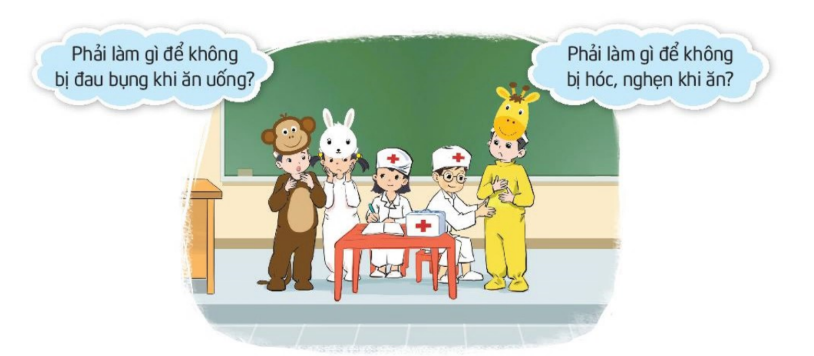 Phải làm gì để không
bị đau bụng khi ăn uống?
Phải làm gì để không
bị hóc, nghẹn khi ăn?